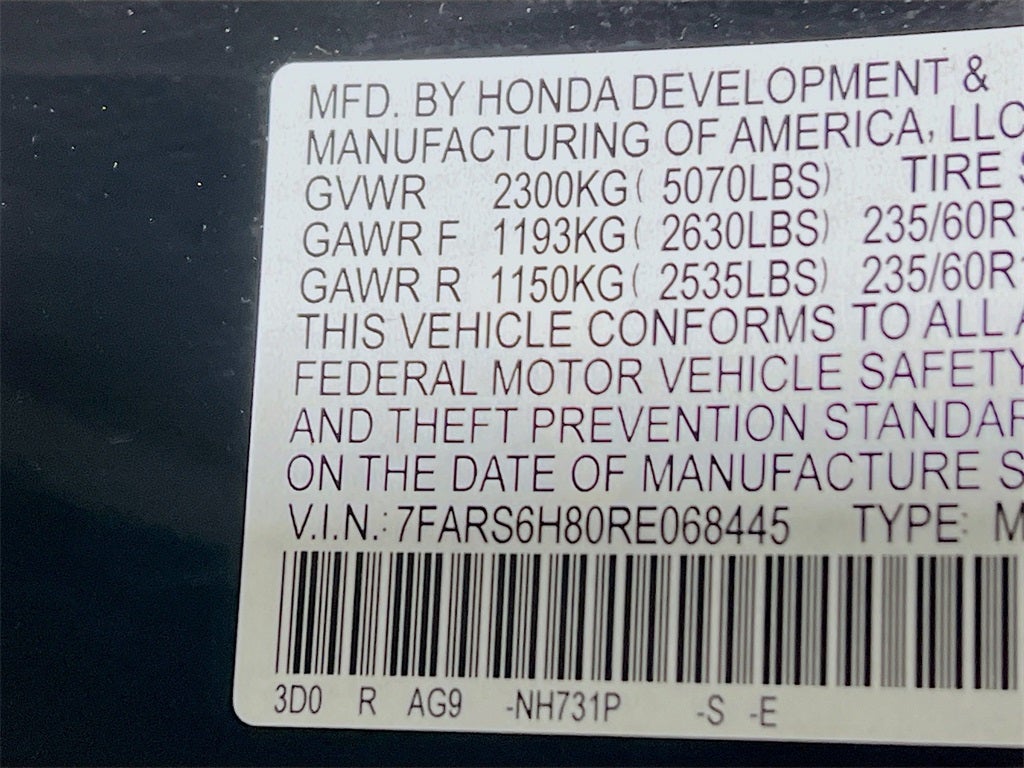 MFD. BY HONDA DEVELOPMENT &
MANUFACTURING OF AMERICA, LLC
GVWR 2300KG( 5070LBS) TIRE S
GAWR F 1193KG( 2630LBS) 235/60R1
GAWR R 1150KG( 2535LBS) 235/60R1
THIS VEHICLE CONFORMS TO ALL A
FEDERAL MOTOR VEHICLE SAFETY
AND THEFT PREVENTION STANDAR
ON THE DATE OF MANUFACTURE S
V.I.N.: 7FARS6H80RE068445 TYPE: M
3D0 R AG9 -NH731P -S -E